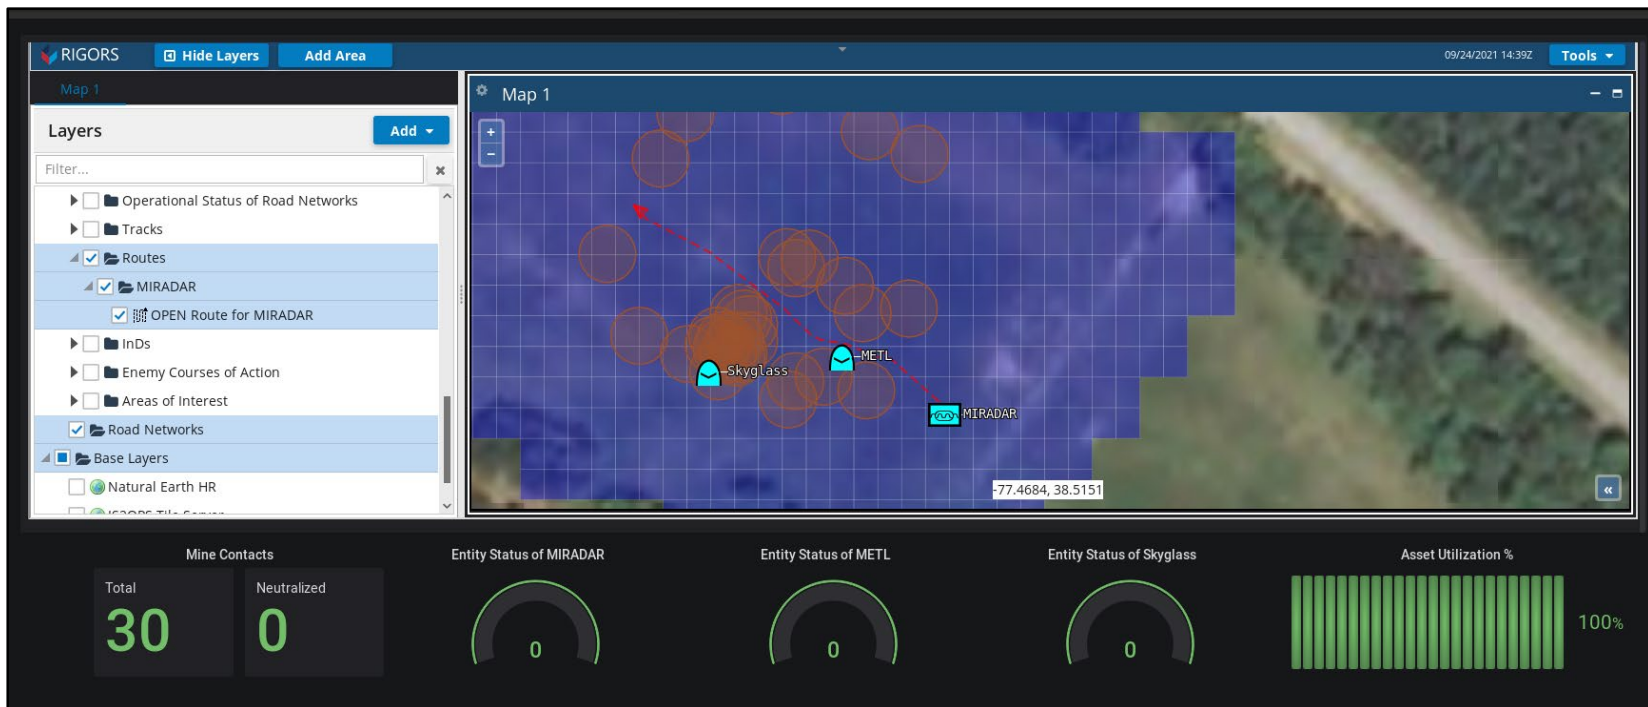 RIGORS
Hide Layers
Add Area
09/24/2021 14:39Z
Tools
Map 1
Layers
Add
Filter...
Operational Status of Road Networks
Tracks
Routes
MIRADAR
OPEN Route for MIRADAR
InDs
Enemy Courses of Action
Areas of Interest
Road Networks
Base Layers
Natural Earth HR
Map 1
+
−
METL
Skyglass
MIRADAR
-77.4684, 38.5151
«
Mine Contacts
Total
30
Neutralized
0
Entity Status of MIRADAR
0
Entity Status of METL
0
Entity Status of Skyglass
0
Asset Utilization %
100%